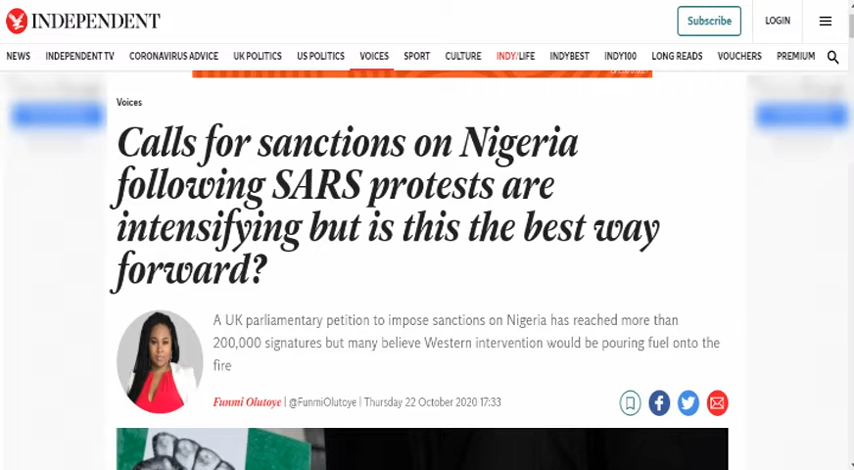 INDEPENDENT
Subscribe
LOGIN
NEWS INDEPENDENT TV CORONAVIRUS ADVICE UK POLITICS US POLITICS VOICES SPORT CULTURE INDY/LIFE INDYBEST INDY100 LONG READS VOUCHERS PREMIUM
Voices
Calls for sanctions on Nigeria
following SARS protests are
intensifying but is this the best way
forward?
A UK parliamentary petition to impose sanctions on Nigeria has reached more than
200,000 signatures but many believe Western intervention would be pouring fuel onto the
fire
Funmi Olutoye | @FunmiOlutoye | Thursday 22 October 2020 17:33